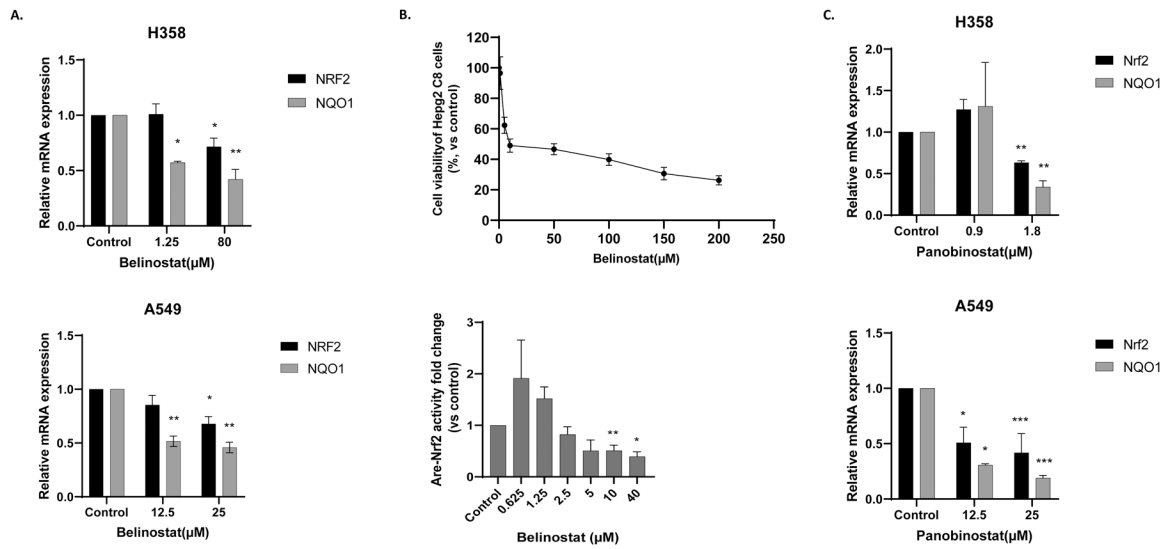 A.
H358
Relative mRNA expression
1.5
1.0
0.5
0.0
Control
1.25
80
Belinostat(µM)
*
*
**
NRF2
NQO1
A549
Relative mRNA expression
1.5
1.0
0.5
0.0
Control
12.5
25
Belinostat(µM)
**
*
**
NRF2
NQO1
B.
Cell viabilityof Hepg2 C8 cells
(%, vs control)
120
100
80
60
40
20
0
0
50
100
150
200
250
Belinostat(µM)
Are-Nrf2 activity fold change
(vs control)
3
2
1
0
Control
0.625
1.25
2.5
5
10
40
Belinostat (µM)
**
*
C.
H358
Relative mRNA expression
2.0
1.5
1.0
0.5
0.0
Control
0.9
1.8
Panobinostat(µM)
**
**
Nrf2
NQO1
A549
Relative mRNA expression
1.5
1.0
0.5
0.0
Control
12.5
25
Panobinostat(µM)
*
*
***
***
Nrf2
NQO1